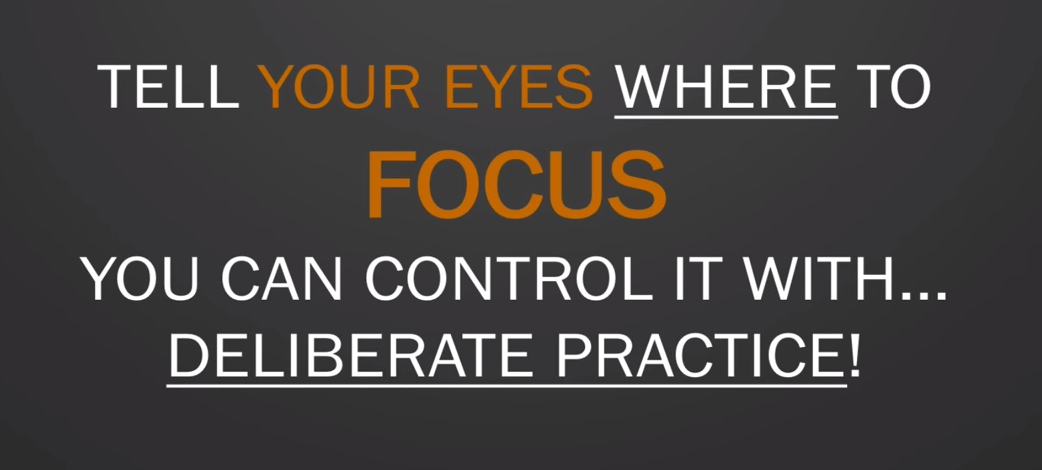 TELL YOUR EYES WHERE TO
FOCUS
YOU CAN CONTROL IT WITH...
DELIBERATE PRACTICE!